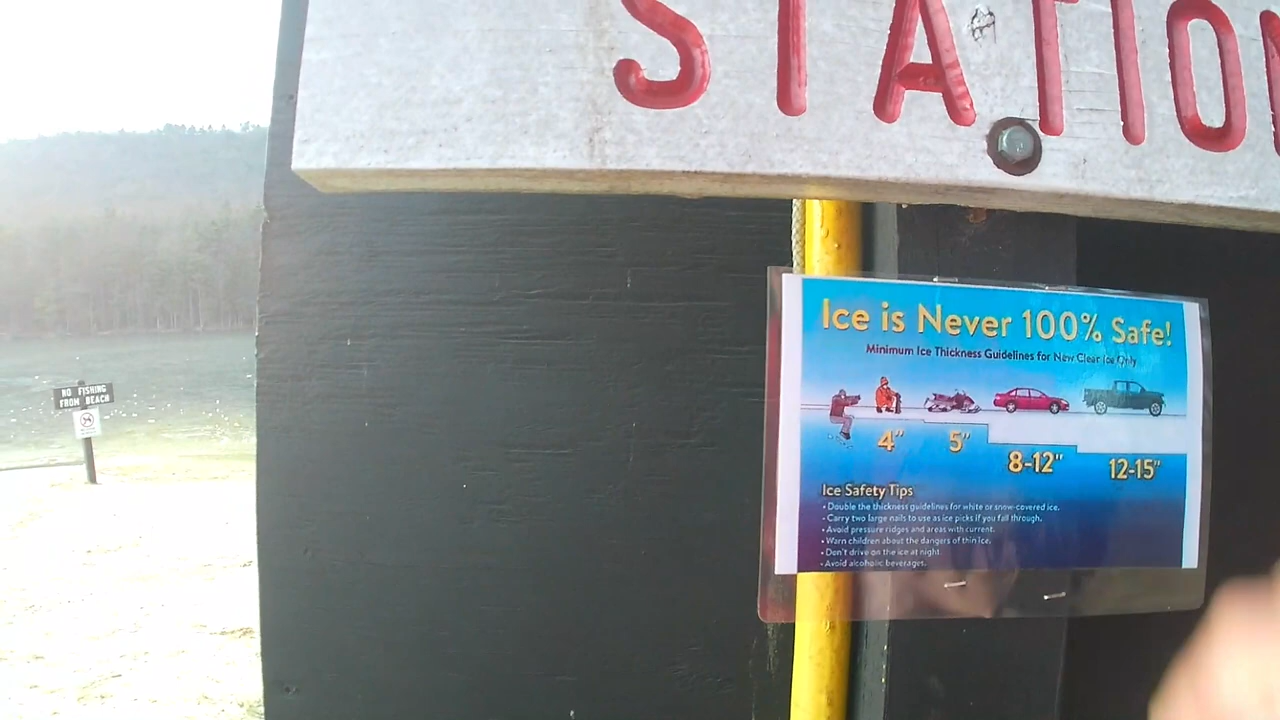 STATION
NO FISHING
FROM BEACH
Ice is Never 100% Safe!
Minimum Ice Thickness Guidelines for New Clear Ice Only
4" 5" 8-12" 12-15"
Ice Safety Tips
• Double the thickness guidelines for white or snow-covered ice.
• Carry two large nails to use as ice picks if you fall through.
• Avoid pressure ridges and areas with current.
• Warn children about the dangers of thin ice.
• Don't drive on the ice at night.
• Avoid alcoholic beverages.